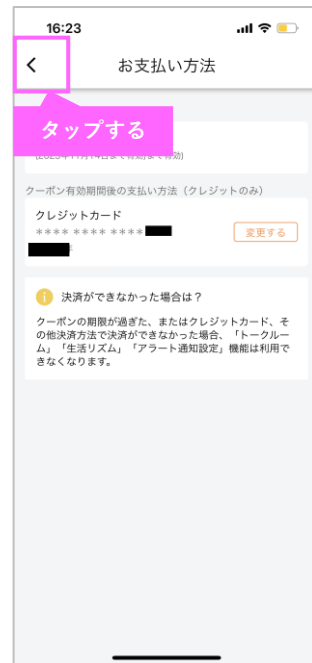 16:23
お支払い方法
タップする
クーポン有効期間後の支払い方法（クレジットのみ）
クレジットカード
**** **** ****
変更する
決済ができなかった場合は？
クーポンの期限が過ぎた、またはクレジットカード、そ
の他決済方法で決済ができなかった場合、「トークルー
ム」「生活リズム」「アラート通知設定」機能は利用で
きなくなります。